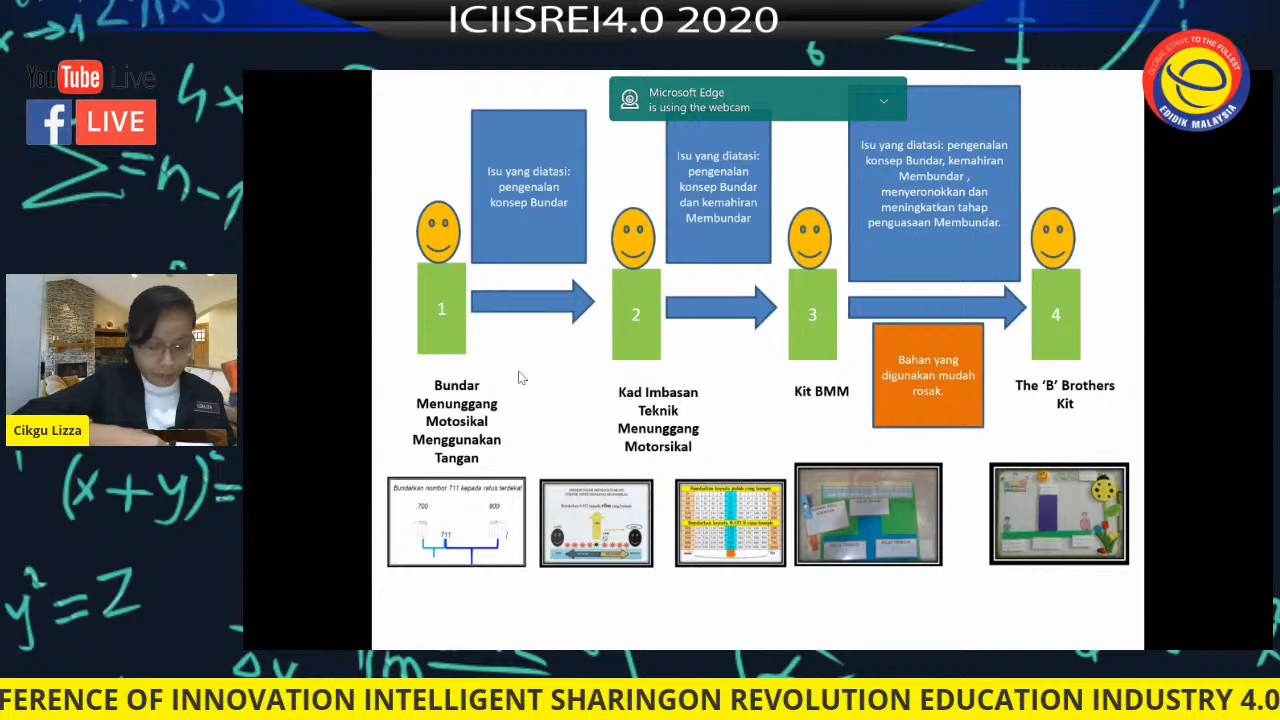 ICIISREI4.0 2020
YouTube Live
f LIVE
GLOBAL STRIVE TO THE FULLEST
EDIDIK MALAYSIA
Microsoft Edge
is using the webcam
Isu yang diatasi:
pengenalan
konsep Bundar
Isu yang diatasi:
pengenalan
konsep Bundar
dan kemahiran
Membundar
Isu yang diatasi: pengenalan
konsep Bundar, kemahiran
Membundar ,
menyeronokkan dan
meningkatkan tahap
penguasaan Membundar.
1
2
3
4
Bahan yang
digunakan mudah
rosak.
Bundar
Menunggang
Motosikal
Menggunakan
Tangan
Kad Imbasan
Teknik
Menunggang
Motorsikal
Kit BMM
The ‘B’ Brothers
Kit
Bundarkan nombor 711 kepada ratus terdekat
700
800
711
Cikgu Lizza
FERENCE OF INNOVATION INTELLIGENT SHARINGON REVOLUTION EDUCATION INDUSTRY 4.0